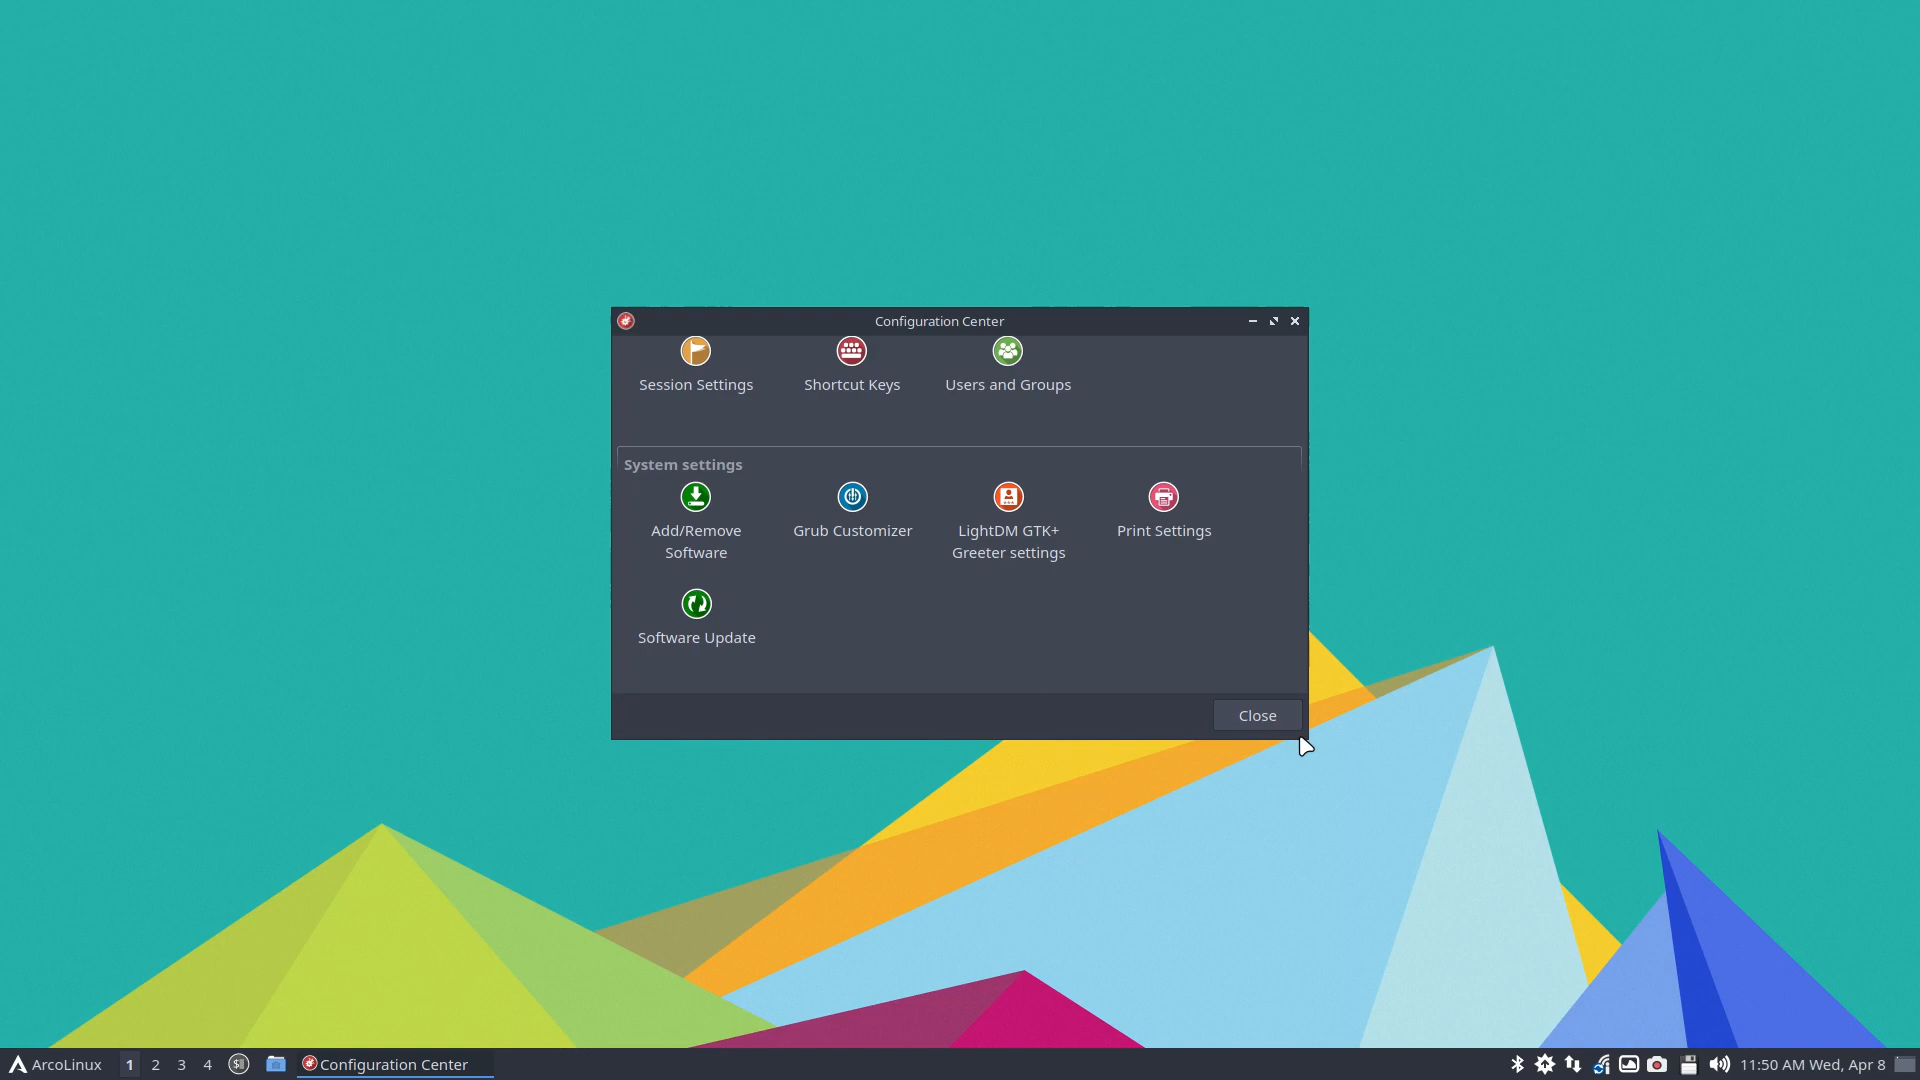 Configuration Center
Session Settings
Shortcut Keys
Users and Groups
System settings
Add/Remove
Software
Grub Customizer
LightDM GTK+
Greeter settings
Print Settings
Software Update
Close
ArcoLinux 1 2 3 4 Configuration Center 11:50 AM Wed, Apr 8